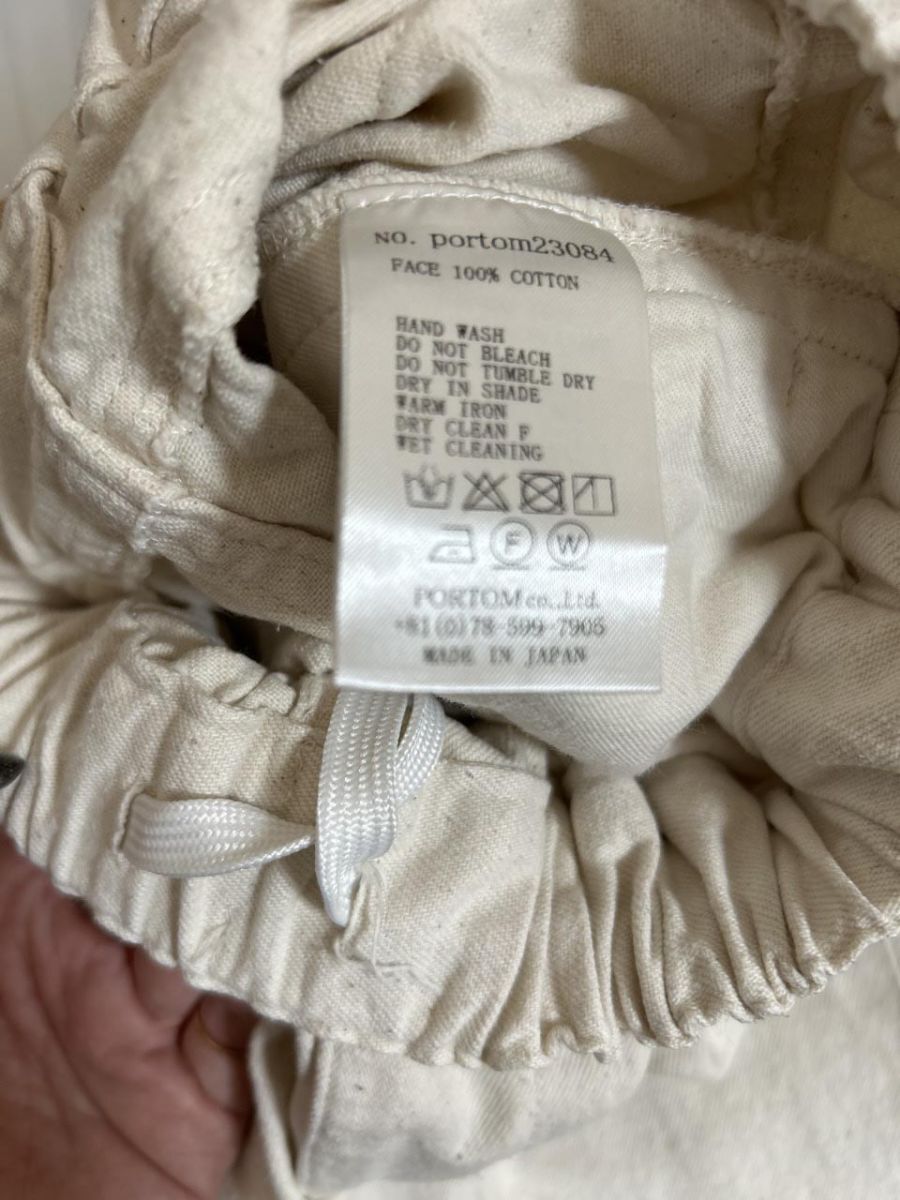 NO. portom23084
FACE 100% COTTON
HAND WASH
DO NOT BLEACH
DO NOT TUMBLE DRY
DRY IN SHADE
WARM IRON
DRY CLEAN F
WET CLEANING
F W
PORTOM co.,Ltd.
+81(0)78-599-7905
MADE IN JAPAN